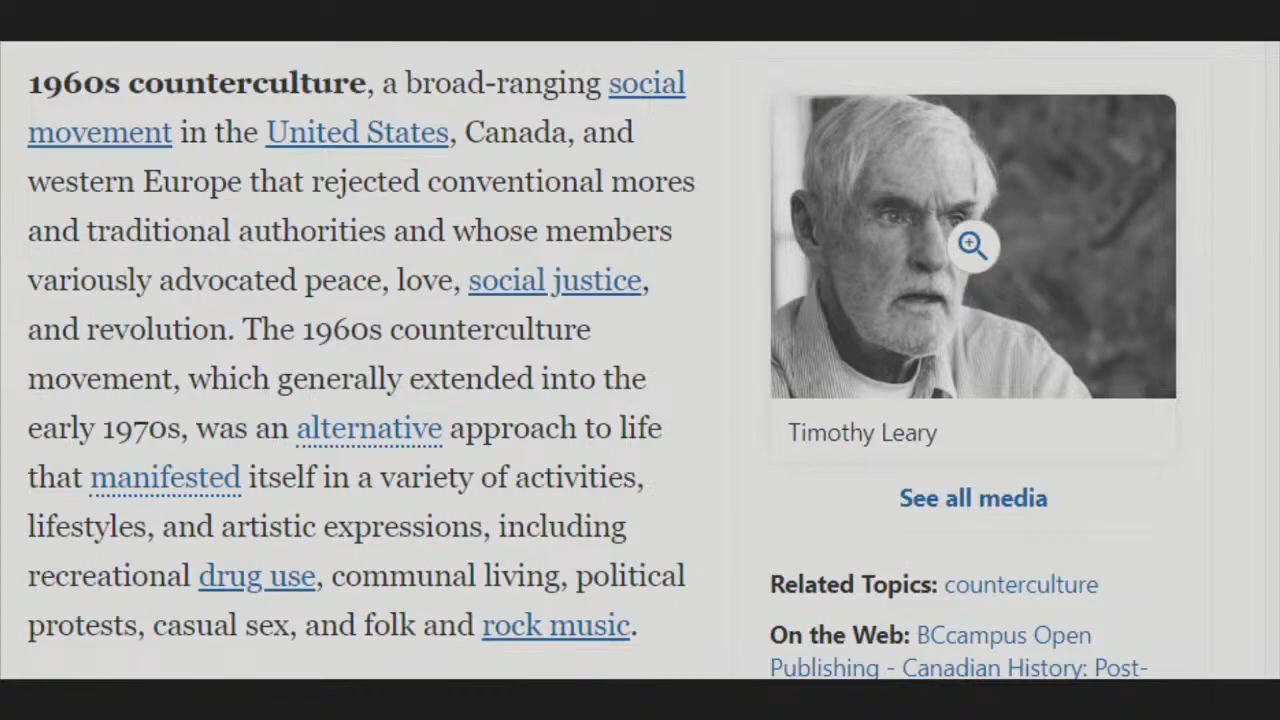 1960s counterculture, a broad-ranging social
movement in the United States, Canada, and
western Europe that rejected conventional mores
and traditional authorities and whose members
variously advocated peace, love, social justice,
and revolution. The 1960s counterculture
movement, which generally extended into the
early 1970s, was an alternative approach to life
that manifested itself in a variety of activities,
lifestyles, and artistic expressions, including
recreational drug use, communal living, political
protests, casual sex, and folk and rock music.
Timothy Leary
See all media
Related Topics: counterculture
On the Web: BCcampus Open
Publishing - Canadian History: Post-